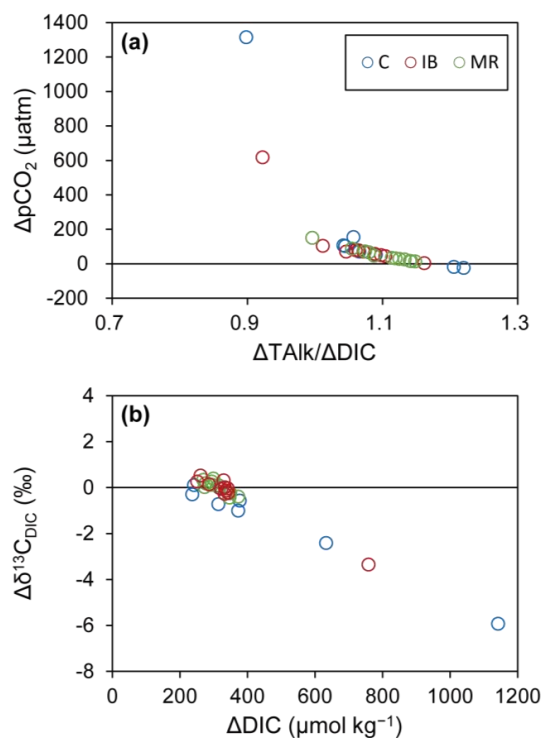 (a)
C IB MR
1400
1200
1000
800
600
400
200
0
-200
ΔpCO₂ (µatm)
0.7 0.9 1.1 1.3
ΔTAlk/ΔDIC
(b)
4
2
0
-2
-4
-6
-8
Δδ¹³C_DIC (‰)
0 200 400 600 800 1000 1200
ΔDIC (µmol kg⁻¹)